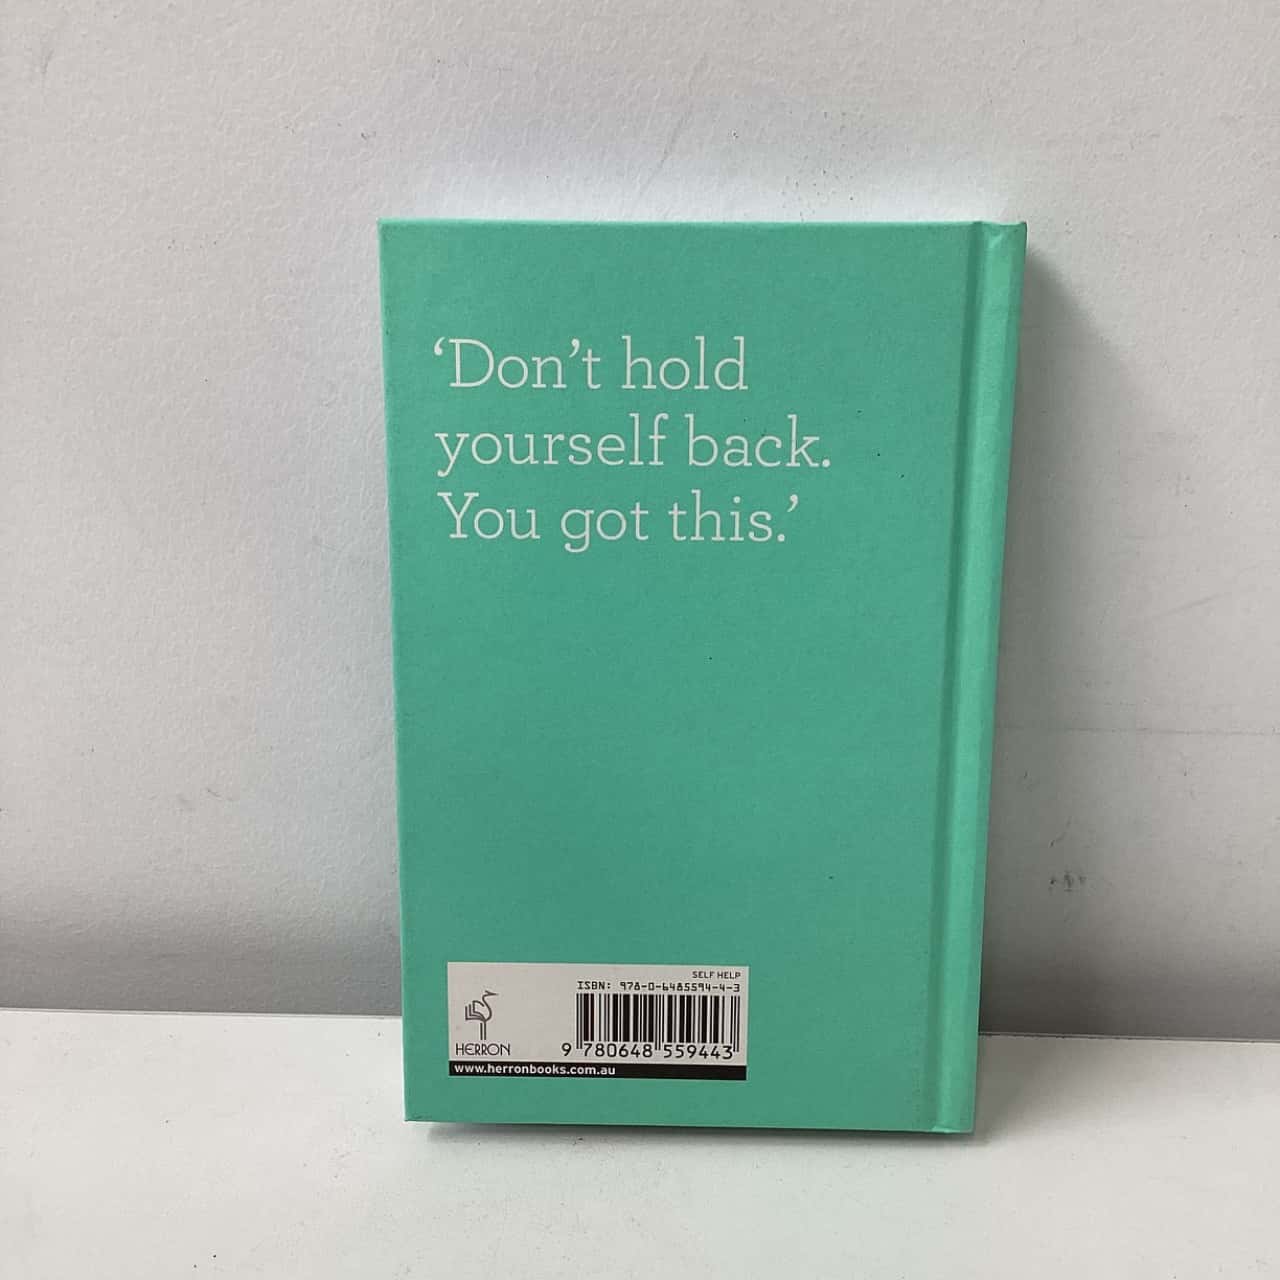 ‘Don’t hold
yourself back.
You got this.’
SELF HELP
ISBN: 978-0-6485594-4-3
HERRON
9 780648 559443
www.herronbooks.com.au